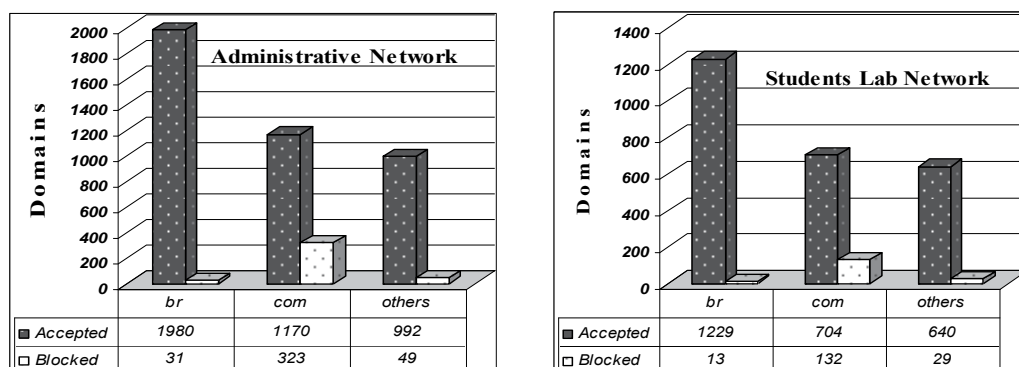 Administrative Network
Domains
2000
1800
1600
1400
1200
1000
800
600
400
200
0
br com others
Accepted 1980 1170 992
Blocked 31 323 49
Students Lab Network
Domains
1400
1200
1000
800
600
400
200
0
br com others
Accepted 1229 704 640
Blocked 13 132 29